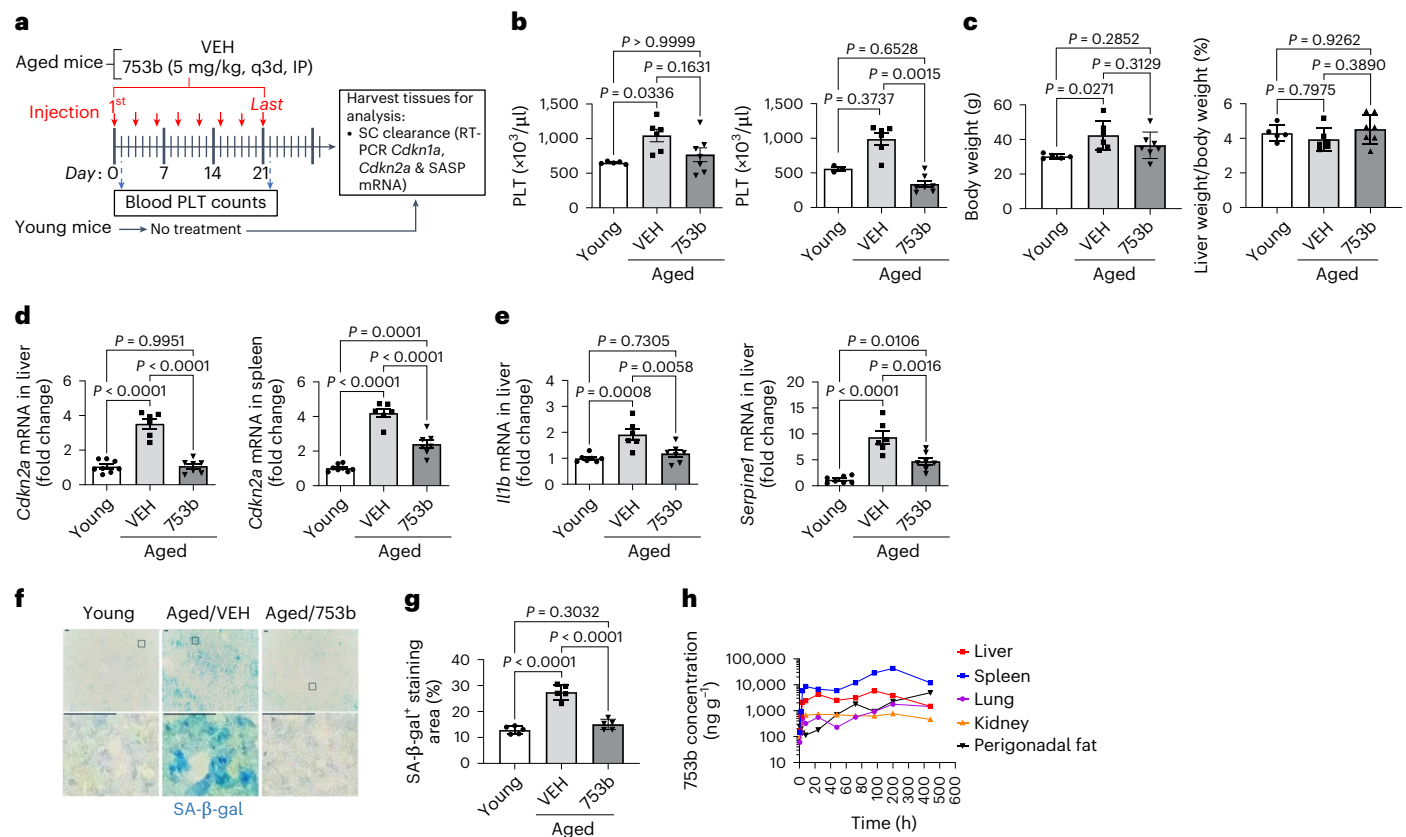 a
VEH
Aged mice
753b (5 mg/kg, q3d, IP)
Injection 1st Last
Day: 0 7 14 21
Blood PLT counts
Young mice → No treatment
Harvest tissues for
analysis:
• SC clearance (RT-
PCR Cdkn1a,
Cdkn2a & SASP
mRNA)
b
P > 0.9999
P = 0.1631
P = 0.0336
PLT (×10³/µl)
1,500
1,000
500
0
Young VEH 753b
Aged
P = 0.6528
P = 0.0015
P = 0.3737
PLT (×10³/µl)
1,500
1,000
500
0
Young VEH 753b
Aged
c
P = 0.2852
P = 0.3129
P = 0.0271
Body weight (g)
60
40
20
0
Young VEH 753b
Aged
P = 0.9262
P = 0.3890
P = 0.7975
Liver weight/body weight (%)
6
4
2
0
Young VEH 753b
Aged
d
P = 0.9951
P < 0.0001
P < 0.0001
Cdkn2a mRNA in liver
(fold change)
6
4
2
0
Young VEH 753b
Aged
P = 0.0001
P < 0.0001
P < 0.0001
Cdkn2a mRNA in spleen
(fold change)
6
4
2
0
Young VEH 753b
Aged
e
P = 0.7305
P = 0.0058
P = 0.0008
Il1b mRNA in liver
(fold change)
4
3
2
1
0
Young VEH 753b
Aged
P = 0.0106
P = 0.0016
P < 0.0001
Serpine1 mRNA in liver
(fold change)
20
15
10
5
0
Young VEH 753b
Aged
f
Young Aged/VEH Aged/753b
SA-β-gal
g
P = 0.3032
P < 0.0001
P < 0.0001
SA-β-gal⁺ staining
area (%)
40
30
20
10
0
Young VEH 753b
Aged
h
753b concentration
(ng g⁻¹)
100,000
10,000
1,000
100
10
0 20 40 60 80 100 200 400 600
Time (h)
Liver
Spleen
Lung
Kidney
Perigonadal fat